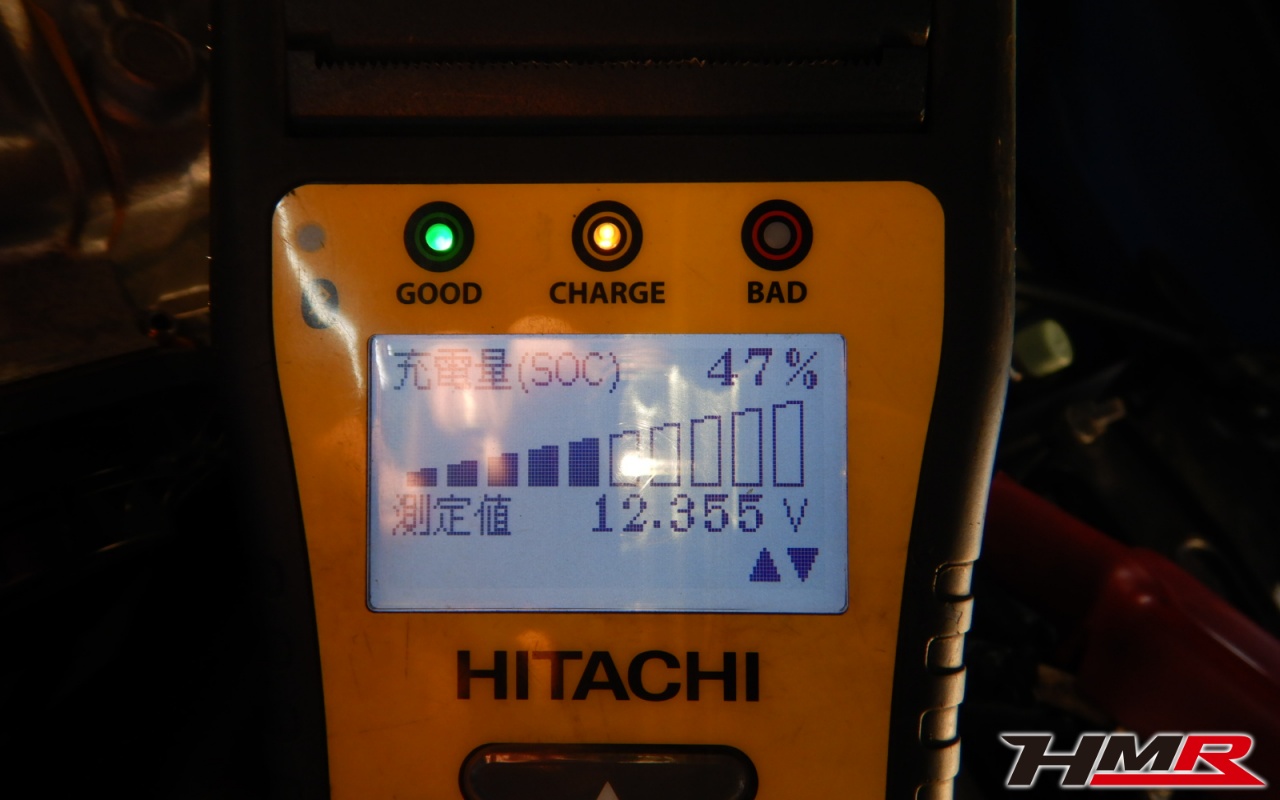 GOOD CHARGE BAD
充電量(SOC) 47%
測定値 12.355 V
HITACHI
HMR